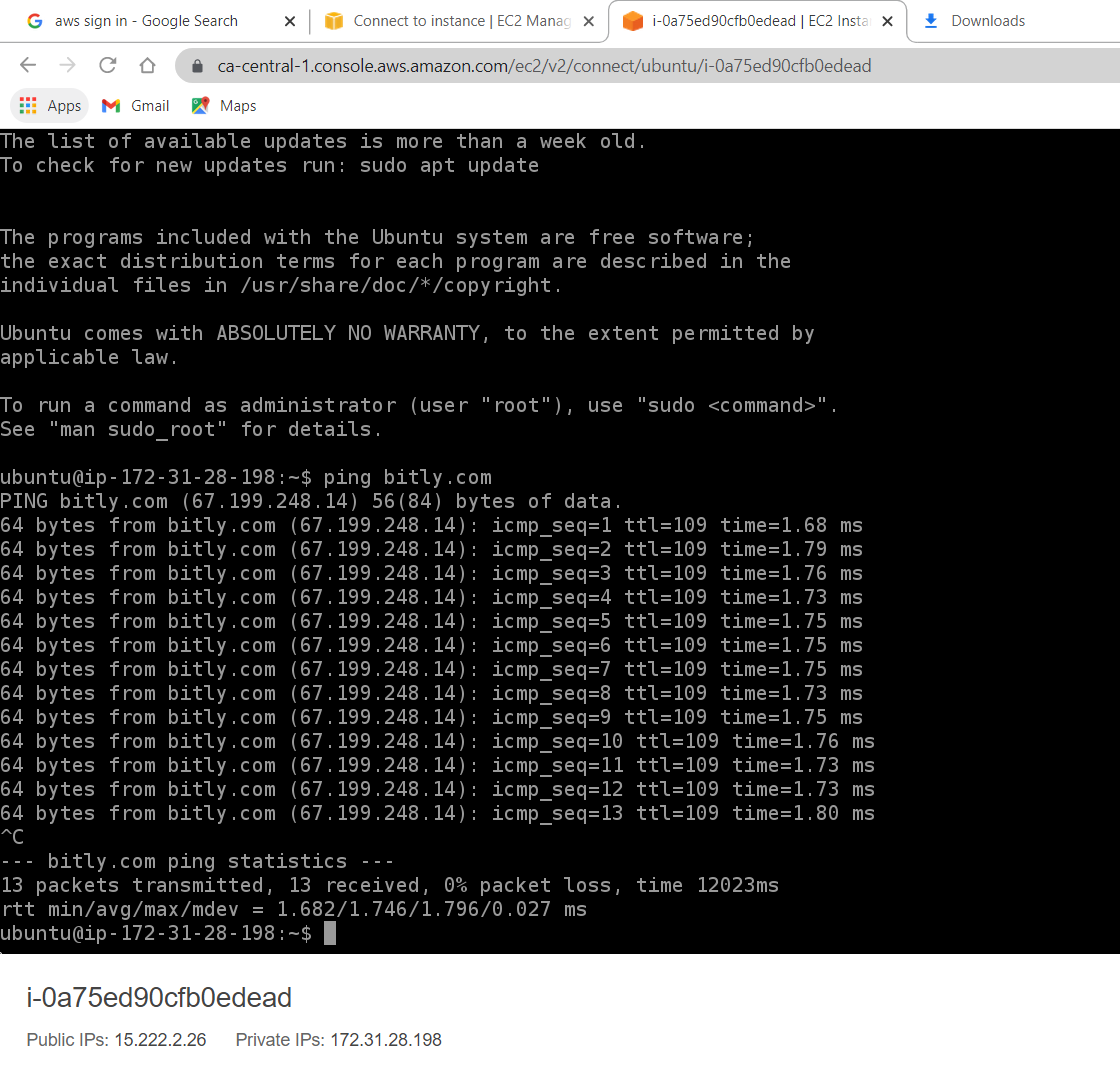 aws sign in - Google Search
Connect to instance | EC2 Manag
i-0a75ed90cfb0edead | EC2 Insta
Downloads
ca-central-1.console.aws.amazon.com/ec2/v2/connect/ubuntu/i-0a75ed90cfb0edead
Apps Gmail Maps
The list of available updates is more than a week old.
To check for new updates run: sudo apt update
The programs included with the Ubuntu system are free software;
the exact distribution terms for each program are described in the
individual files in /usr/share/doc/*/copyright.
Ubuntu comes with ABSOLUTELY NO WARRANTY, to the extent permitted by
applicable law.
To run a command as administrator (user "root"), use "sudo <command>".
See "man sudo_root" for details.
ubuntu@ip-172-31-28-198:~$ ping bitly.com
PING bitly.com (67.199.248.14) 56(84) bytes of data.
64 bytes from bitly.com (67.199.248.14): icmp_seq=1 ttl=109 time=1.68 ms
64 bytes from bitly.com (67.199.248.14): icmp_seq=2 ttl=109 time=1.79 ms
64 bytes from bitly.com (67.199.248.14): icmp_seq=3 ttl=109 time=1.76 ms
64 bytes from bitly.com (67.199.248.14): icmp_seq=4 ttl=109 time=1.73 ms
64 bytes from bitly.com (67.199.248.14): icmp_seq=5 ttl=109 time=1.75 ms
64 bytes from bitly.com (67.199.248.14): icmp_seq=6 ttl=109 time=1.75 ms
64 bytes from bitly.com (67.199.248.14): icmp_seq=7 ttl=109 time=1.75 ms
64 bytes from bitly.com (67.199.248.14): icmp_seq=8 ttl=109 time=1.73 ms
64 bytes from bitly.com (67.199.248.14): icmp_seq=9 ttl=109 time=1.75 ms
64 bytes from bitly.com (67.199.248.14): icmp_seq=10 ttl=109 time=1.76 ms
64 bytes from bitly.com (67.199.248.14): icmp_seq=11 ttl=109 time=1.73 ms
64 bytes from bitly.com (67.199.248.14): icmp_seq=12 ttl=109 time=1.73 ms
64 bytes from bitly.com (67.199.248.14): icmp_seq=13 ttl=109 time=1.80 ms
^C
--- bitly.com ping statistics ---
13 packets transmitted, 13 received, 0% packet loss, time 12023ms
rtt min/avg/max/mdev = 1.682/1.746/1.796/0.027 ms
ubuntu@ip-172-31-28-198:~$
i-0a75ed90cfb0edead
Public IPs: 15.222.2.26 Private IPs: 172.31.28.198